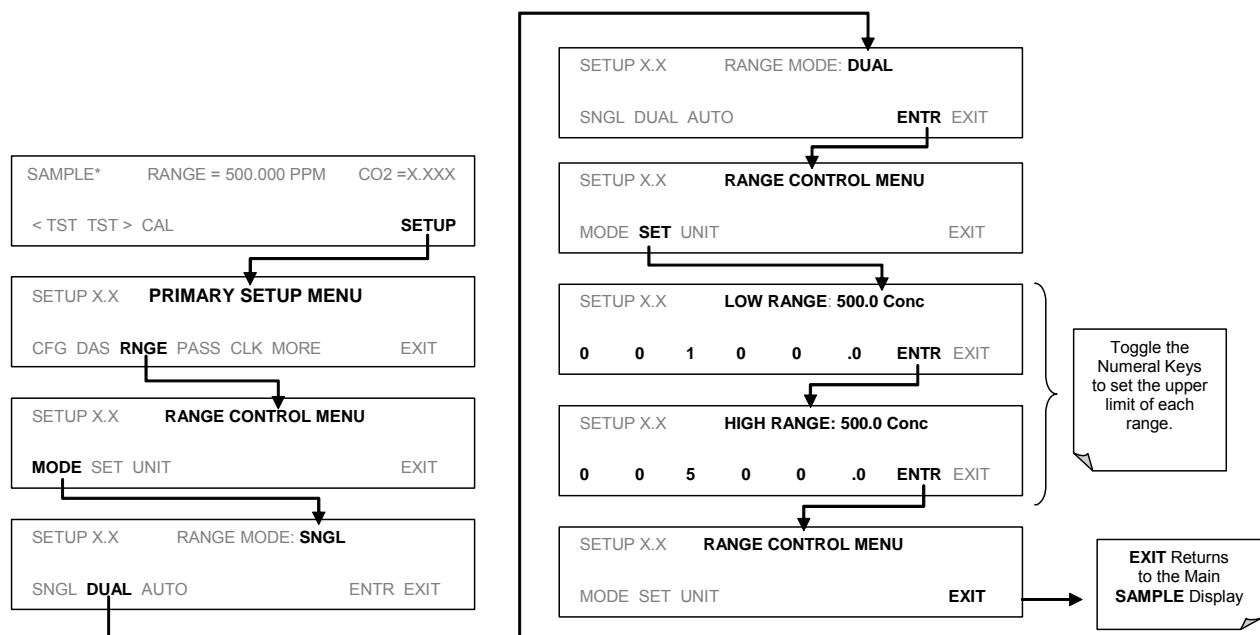 SAMPLE* RANGE = 500.000 PPM CO2 =X.XXX
< TST TST > CAL SETUP
SETUP X.X PRIMARY SETUP MENU
CFG DAS RNGE PASS CLK MORE EXIT
SETUP X.X RANGE CONTROL MENU
MODE SET UNIT EXIT
SETUP X.X RANGE MODE: SNGL
SNGL DUAL AUTO ENTR EXIT
SETUP X.X RANGE MODE: DUAL
SNGL DUAL AUTO ENTR EXIT
SETUP X.X RANGE CONTROL MENU
MODE SET UNIT EXIT
SETUP X.X LOW RANGE: 500.0 Conc
0 0 1 0 0 .0 ENTR EXIT
SETUP X.X HIGH RANGE: 500.0 Conc
0 0 5 0 0 .0 ENTR EXIT
SETUP X.X RANGE CONTROL MENU
MODE SET UNIT EXIT
Toggle the
Numeral Keys
to set the upper
limit of each
range.
EXIT Returns
to the Main
SAMPLE Display